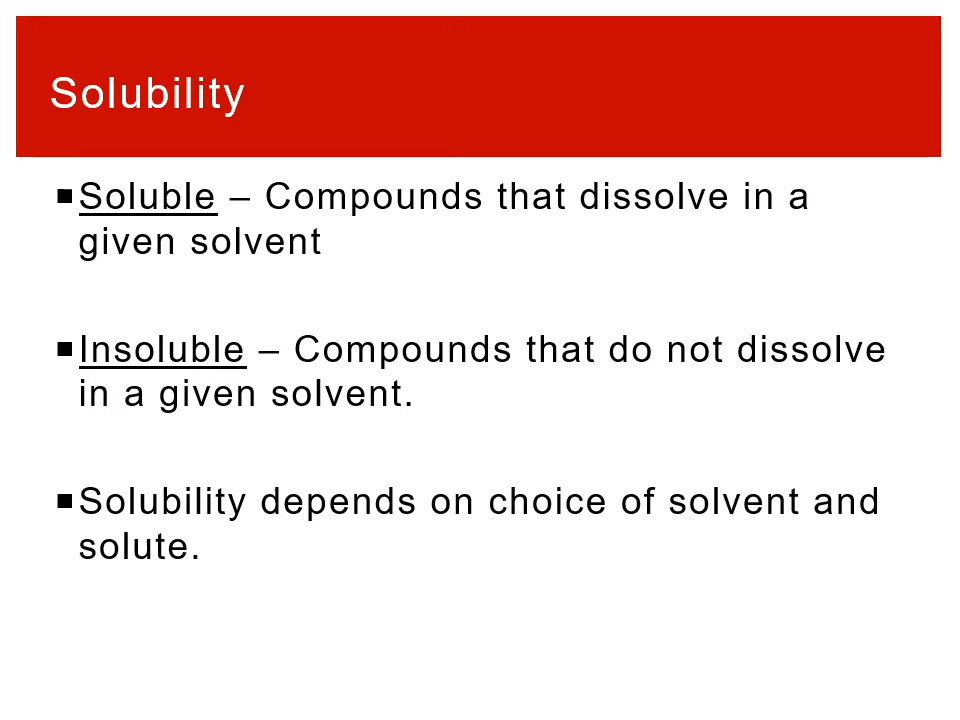 Solubility
▪Soluble – Compounds that dissolve in a
given solvent
▪Insoluble – Compounds that do not dissolve
in a given solvent.
▪Solubility depends on choice of solvent and
solute.